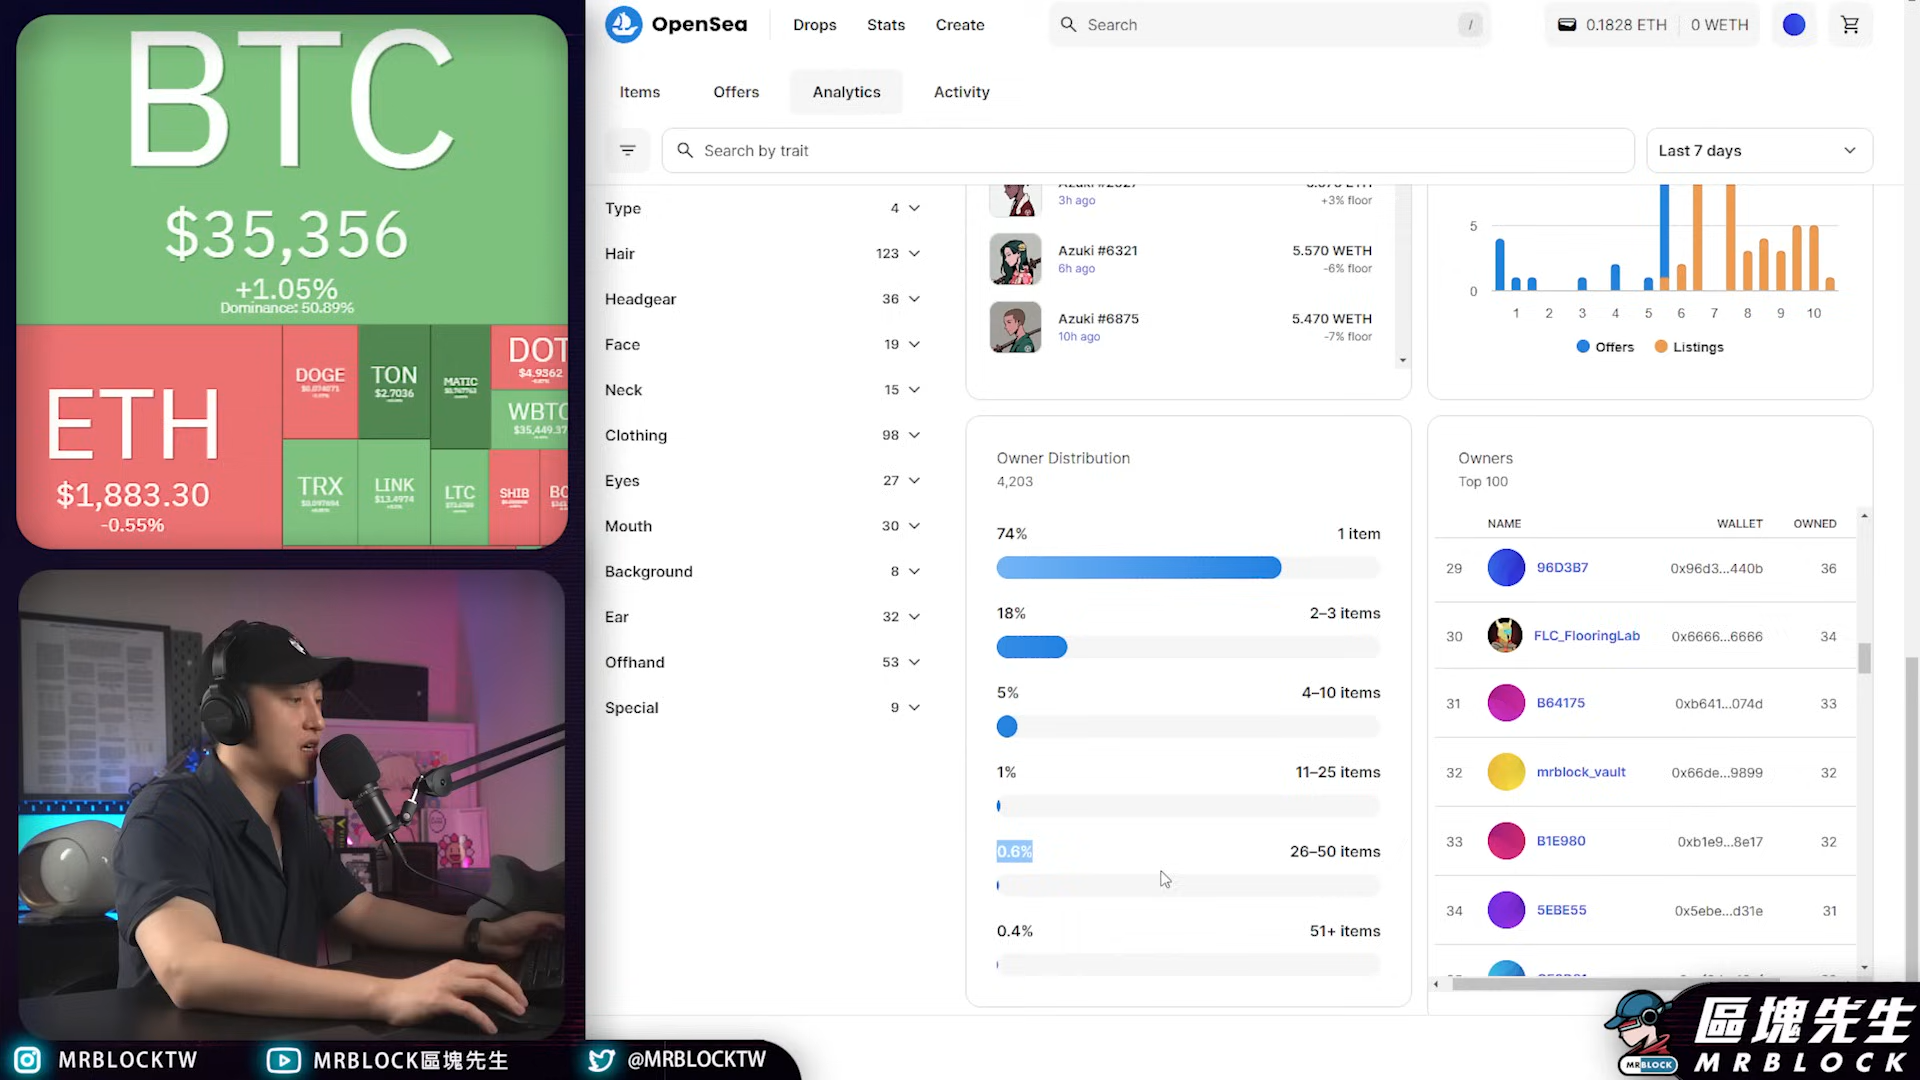 BTC
$35,356
+1.05%
Dominance: 50.89%
ETH
$1,883.30
-0.55%
DOGE
TON
$2.7036
MATIC
DOT
$4.9362
WBTC
$35,449.37
TRX
LINK
$13.4974
LTC
SHIB
OpenSea
Drops
Stats
Create
Search
/
0.1828 ETH
0 WETH
Items
Offers
Analytics
Activity
Search by trait
Last 7 days
Type
4
Hair
123
Headgear
36
Face
19
Neck
15
Clothing
98
Eyes
27
Mouth
30
Background
8
Ear
32
Offhand
53
Special
9
3h ago
+3% floor
Azuki #6321
5.570 WETH
6h ago
-6% floor
Azuki #6875
5.470 WETH
10h ago
-7% floor
5
0
1 2 3 4 5 6 7 8 9 10
Offers
Listings
Owner Distribution
4,203
74%
1 item
18%
2–3 items
5%
4–10 items
1%
11–25 items
0.6%
26–50 items
0.4%
51+ items
Owners
Top 100
NAME WALLET OWNED
29 96D3B7 0x96d3...440b 36
30 FLC_FlooringLab 0x6666...6666 34
31 B64175 0xb641...074d 33
32 mrblock_vault 0x66de...9899 32
33 B1E980 0xb1e9...8e17 32
34 5EBE55 0x5ebe...d31e 31
MRBLOCKTW
MRBLOCK區塊先生
@MRBLOCKTW
MRBLOCK
區塊先生
MRBLOCK